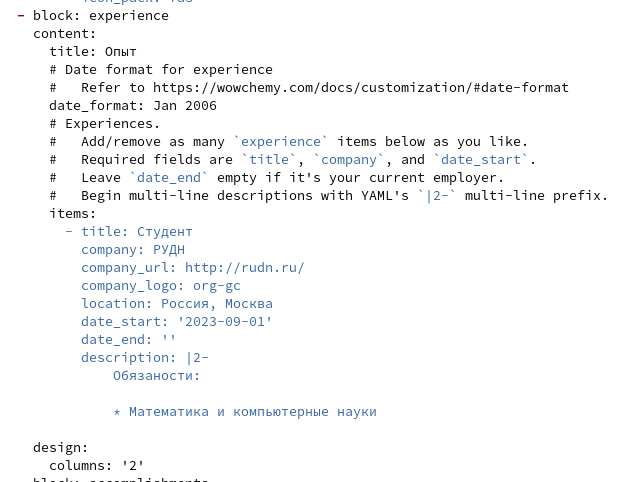 - block: experience
  content:
    title: Опыт
    # Date format for experience
    #   Refer to https://wowchemy.com/docs/customization/#date-format
    date_format: Jan 2006
    # Experiences.
    #   Add/remove as many `experience` items below as you like.
    #   Required fields are `title`, `company`, and `date_start`.
    #   Leave `date_end` empty if it's your current employer.
    #   Begin multi-line descriptions with YAML's `|2-` multi-line prefix.
    items:
      - title: Студент
        company: РУДН
        company_url: http://rudn.ru/
        company_logo: org-gc
        location: Россия, Москва
        date_start: '2023-09-01'
        date_end: ''
        description: |2-
            Обязаности:

            * Математика и компьютерные науки

  design:
    columns: '2'